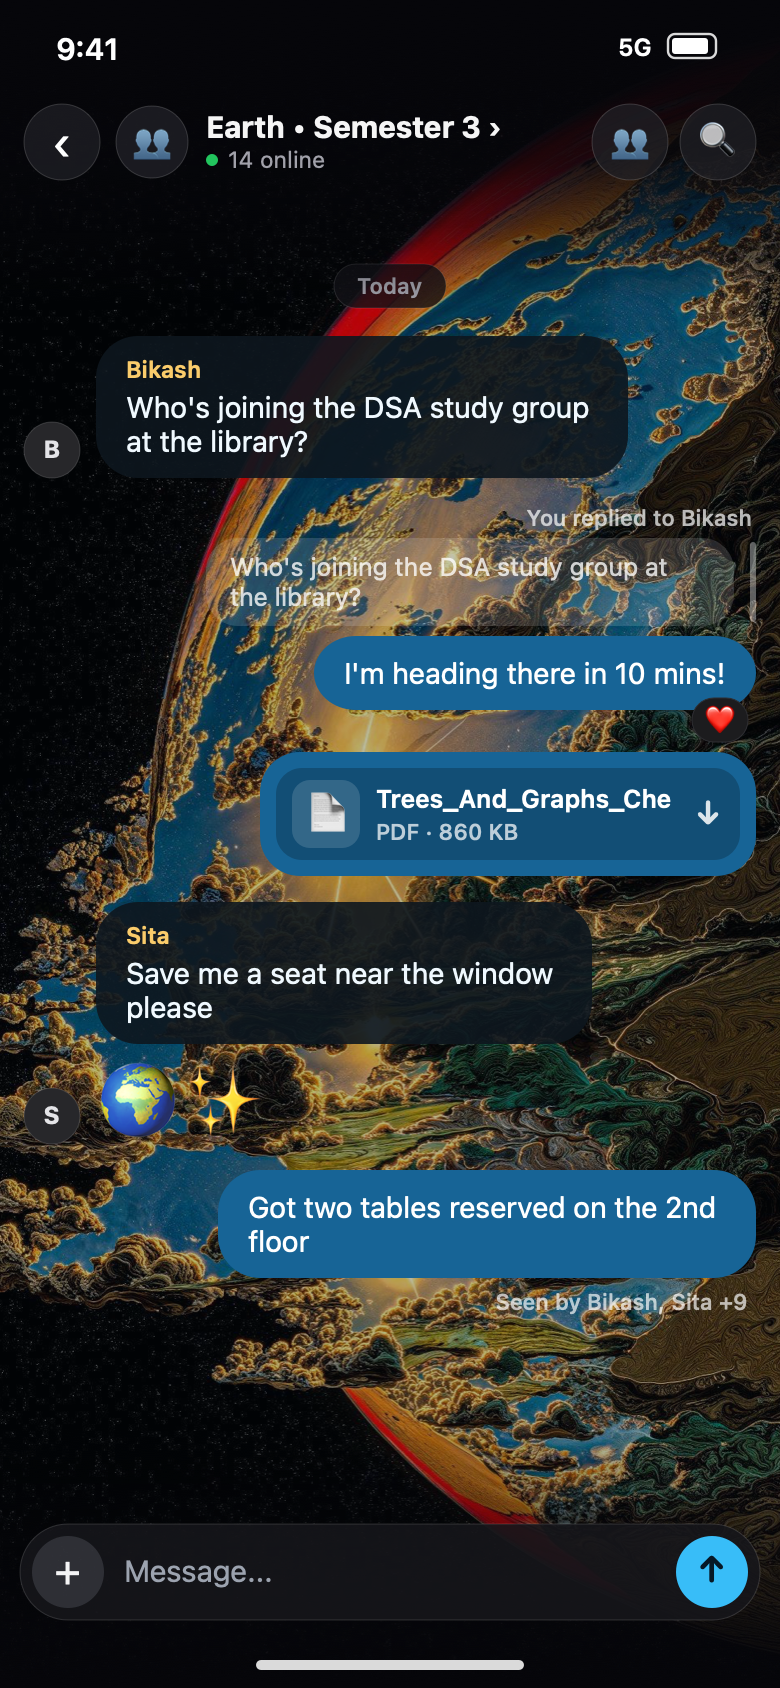 9:41
5G
Earth • Semester 3 ›
14 online
Today
Bikash
Who's joining the DSA study group
at the library?
B
You replied to Bikash
Who's joining the DSA study group at
the library?
I'm heading there in 10 mins!
Trees_And_Graphs_Che
PDF · 860 KB
Sita
Save me a seat near the window
please
S
Got two tables reserved on the 2nd
floor
Seen by Bikash, Sita +9
Message...